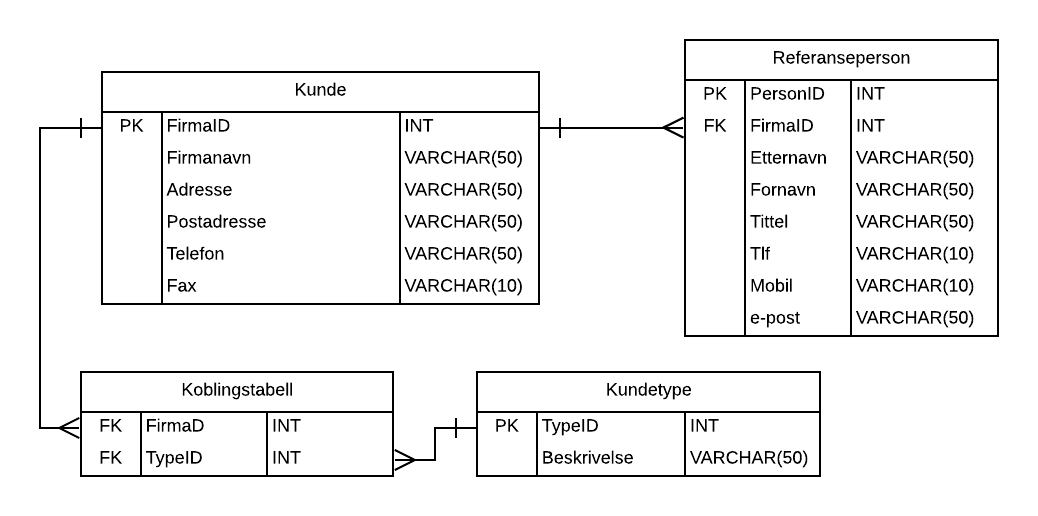 Kunde
PK FirmaID INT
Firmanavn VARCHAR(50)
Adresse VARCHAR(50)
Postadresse VARCHAR(50)
Telefon VARCHAR(50)
Fax VARCHAR(10)
Referanseperson
PK PersonID INT
FK FirmaID INT
Etternavn VARCHAR(50)
Fornavn VARCHAR(50)
Tittel VARCHAR(50)
Tlf VARCHAR(10)
Mobil VARCHAR(10)
e-post VARCHAR(50)
Koblingstabell
FK FirmaD INT
FK TypeID INT
Kundetype
PK TypeID INT
Beskrivelse VARCHAR(50)